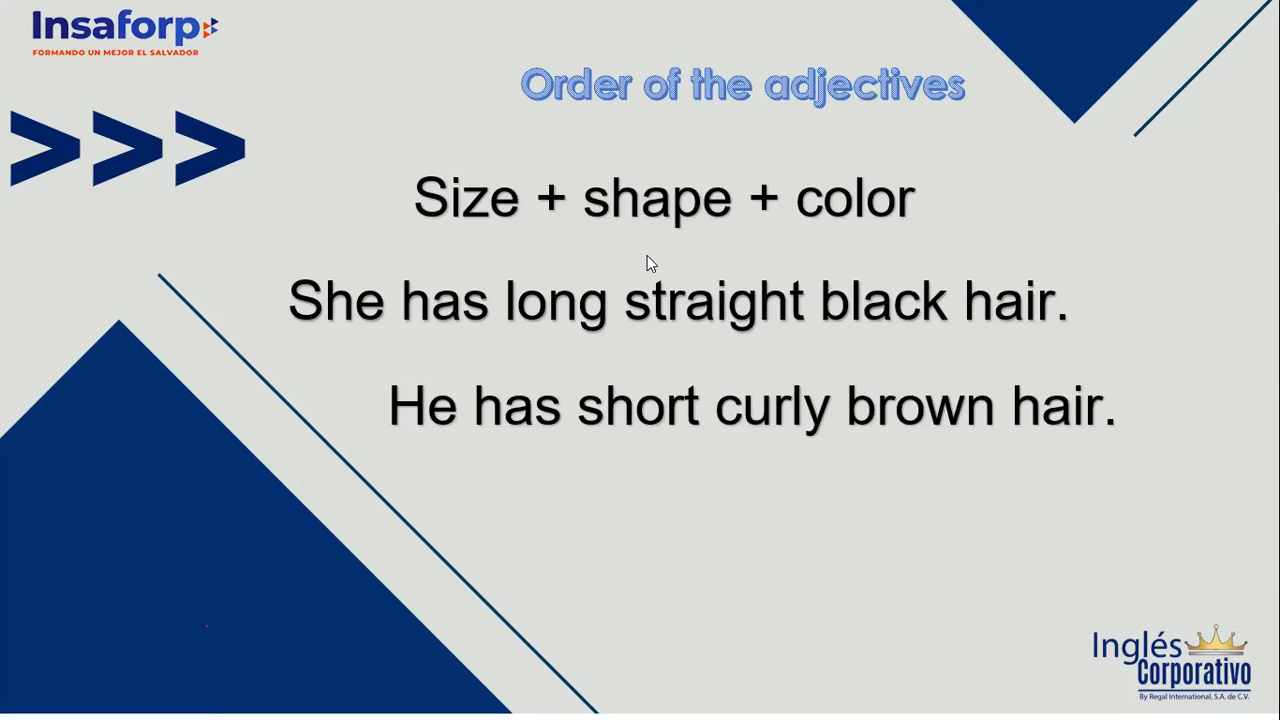 Insaforp
FORMANDO UN MEJOR EL SALVADOR
Order of the adjectives
>>>
Size + shape + color
She has long straight black hair.
He has short curly brown hair.
Inglés
Corporativo
By Regal International, S.A. de C.V.